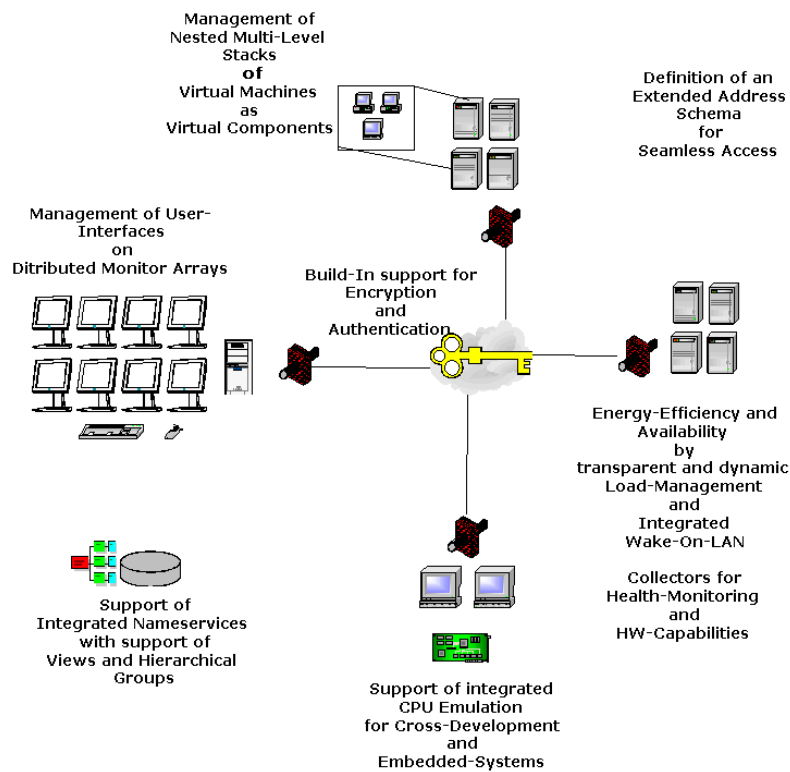 Management of
Nested Multi-Level
Stacks
of
Virtual Machines
as
Virtual Components
Definition of an
Extended Address
Schema
for
Seamless Access
Management of User-
Interfaces
on
Ditributed Monitor Arrays
Build-In support for
Encryption
and
Authentication
Energy-Efficiency and
Availability
by
transparent and dynamic
Load-Management
and
Integrated
Wake-On-LAN
Collectors for
Health-Monitoring
and
HW-Capabilities
Support of
Integrated Nameservices
with support of
Views and Hierarchical
Groups
Support of integrated
CPU Emulation
for Cross-Development
and
Embedded-Systems